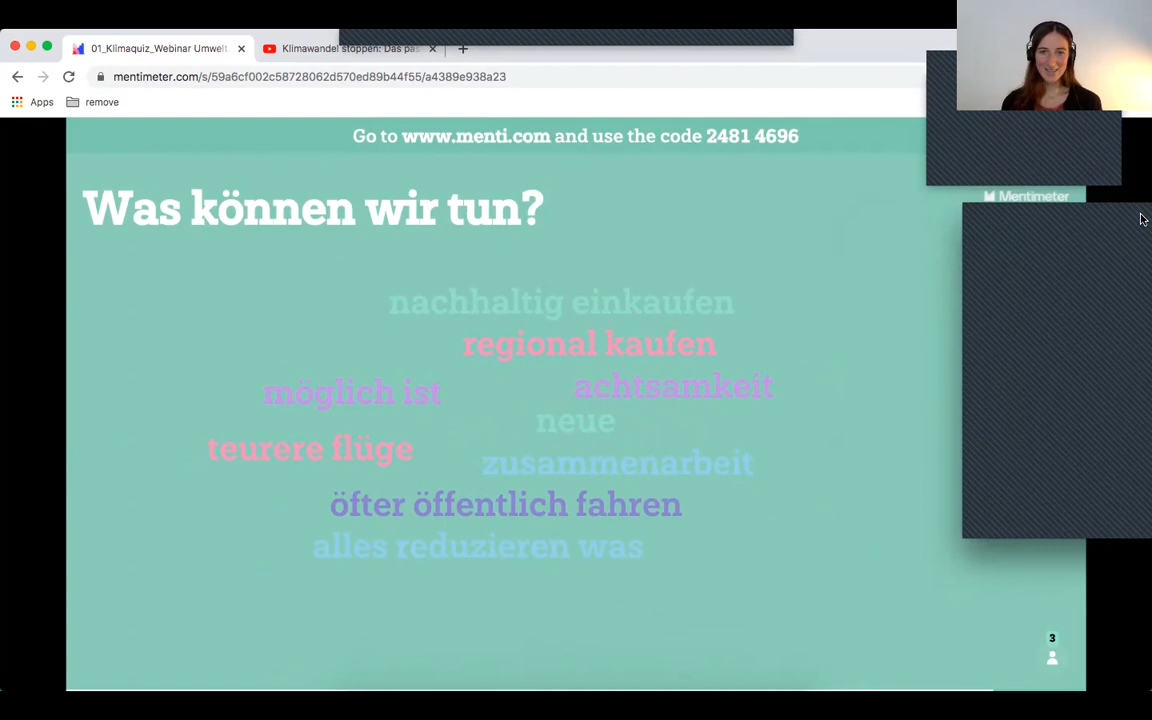 01_Klimaquiz_Webinar Umwelt
Klimawandel stoppen: Das pa
mentimeter.com/s/59a6cf002c58728062d570ed89b44f55/a4389e938a23
Apps
remove
Go to www.menti.com and use the code 2481 4696
Was können wir tun?
Mentimeter
nachhaltig einkaufen
regional kaufen
möglich ist
achtsamkeit
neue
teurere flüge
zusammenarbeit
öfter öffentlich fahren
alles reduzieren was
3